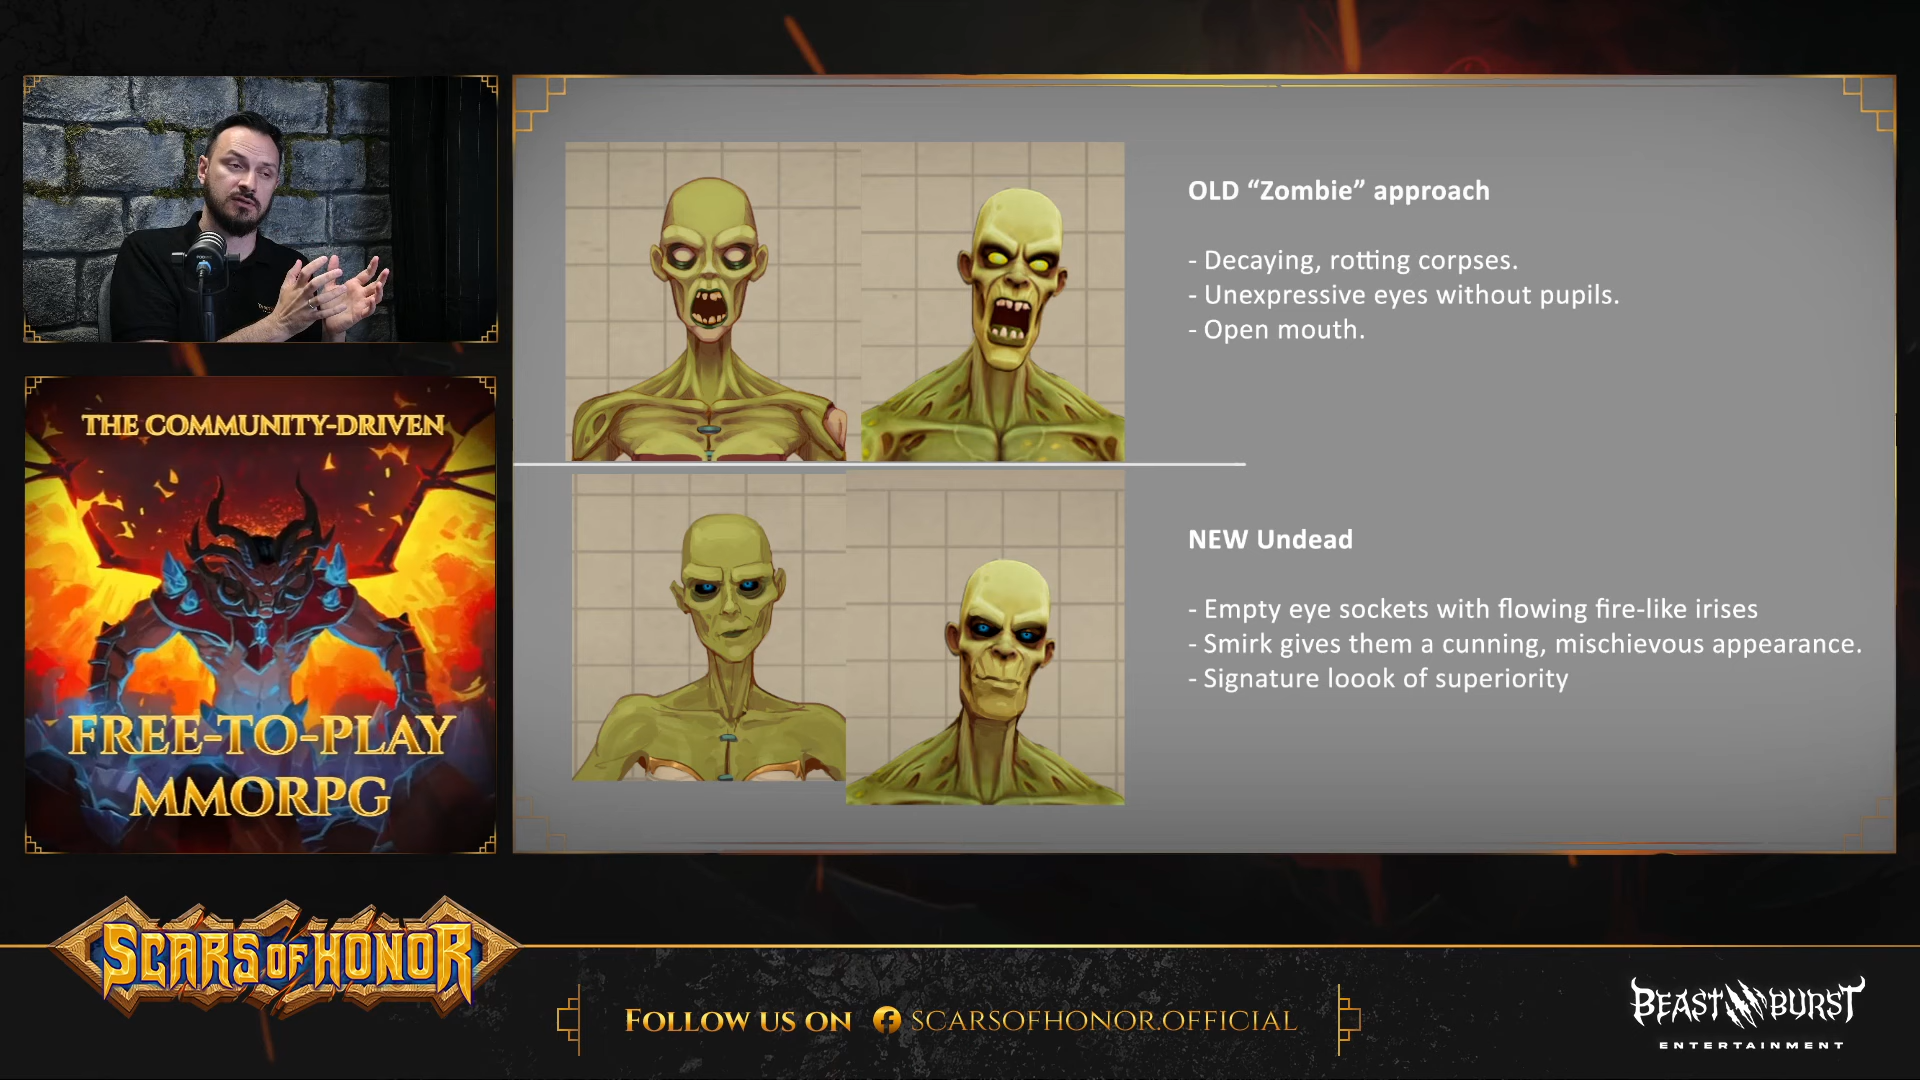 THE COMMUNITY-DRIVEN
FREE-TO-PLAY
MMORPG
OLD “Zombie” approach
- Decaying, rotting corpses.
- Unexpressive eyes without pupils.
- Open mouth.
NEW Undead
- Empty eye sockets with flowing fire-like irises
- Smirk gives them a cunning, mischievous appearance.
- Signature loook of superiority
SCARS OF HONOR
FOLLOW US ON SCARSOFHONOR.OFFICIAL
BEAST BURST
ENTERTAINMENT